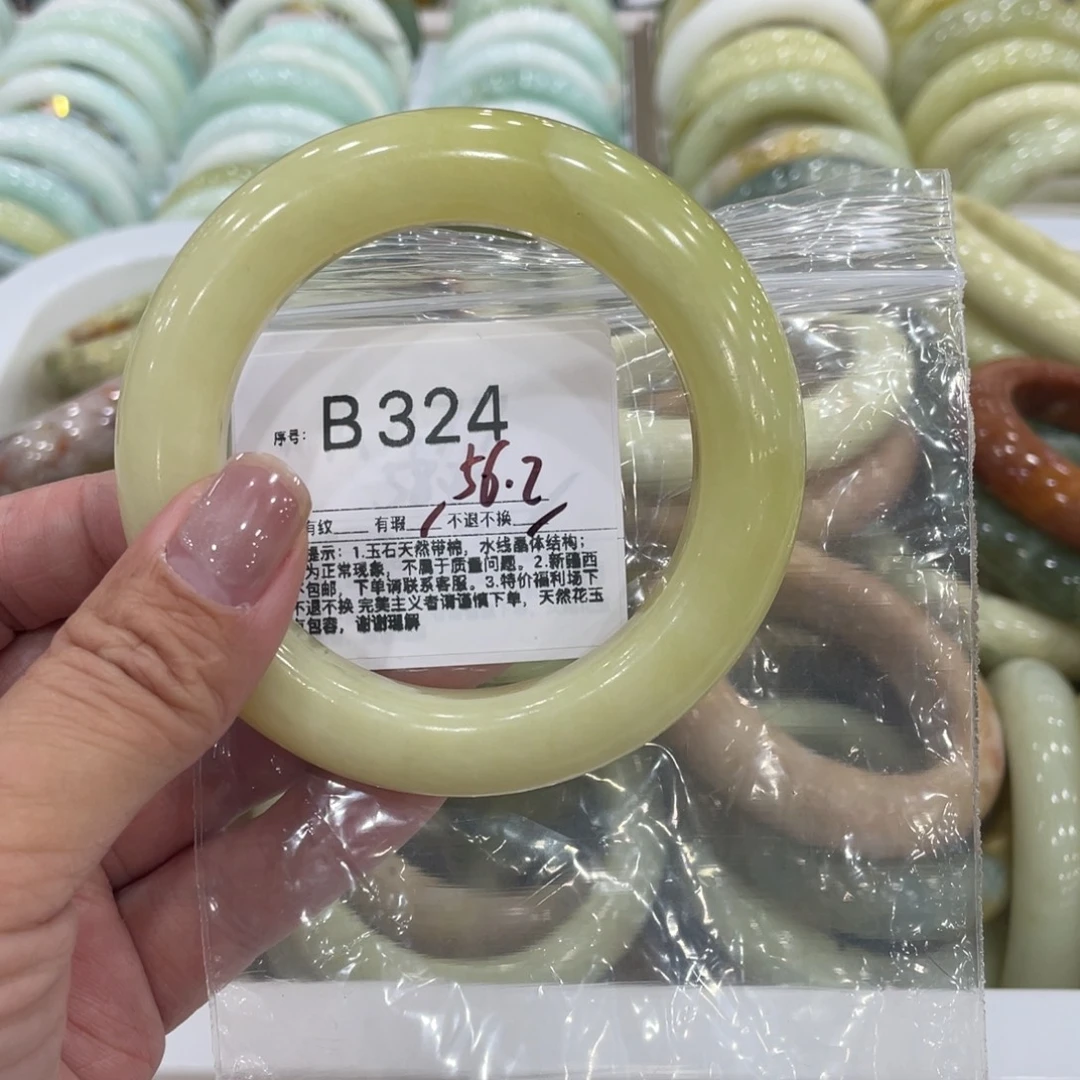 序号: B324
56.2
有纹 有瑕 不退不换
提示: 1.玉石天然带棉, 水线晶体结构;
为正常现象, 不属于质量问题。2.新疆西
包邮, 下单请联系客服。3.特价福利场下
不退不换 完美主义者请谨慎下单, 天然花玉
包容, 谢谢理解